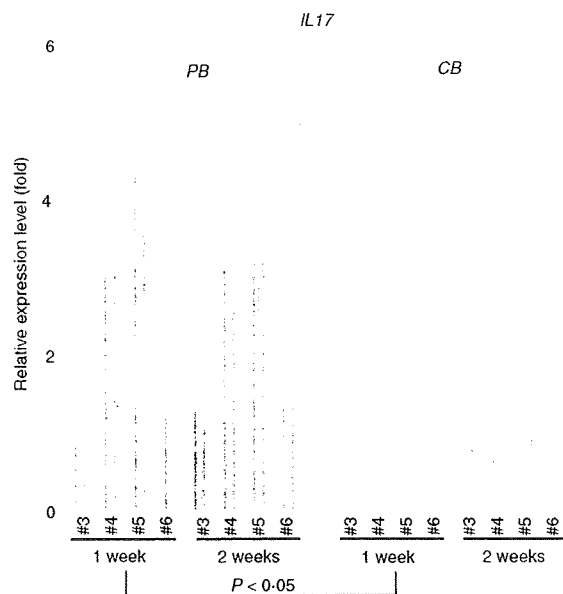 IL17
6
PB
CB
4
2
0
Relative expression level (fold)
#3 #4 #5 #6 #3 #4 #5 #6 #3 #4 #5 #6 #3 #4 #5 #6
1 week 2 weeks 1 week 2 weeks
P < 0·05